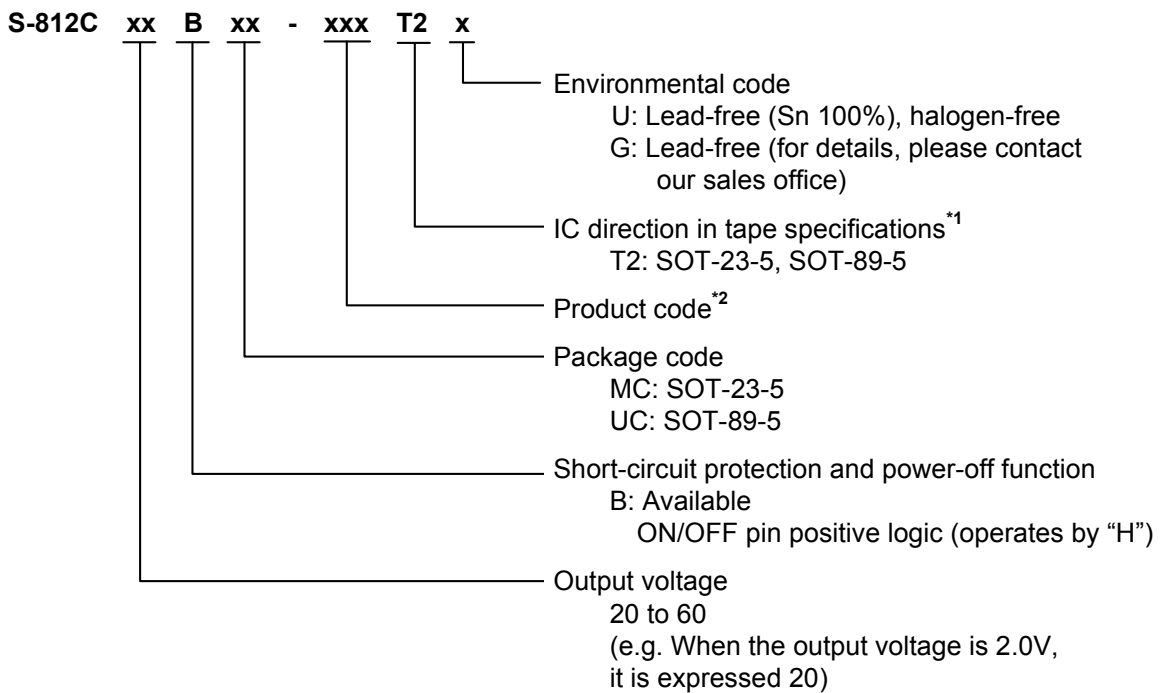 S-812C xx B xx - xxx T2 x
Environmental code
U: Lead-free (Sn 100%), halogen-free
G: Lead-free (for details, please contact
our sales office)
IC direction in tape specifications*1
T2: SOT-23-5, SOT-89-5
Product code*2
Package code
MC: SOT-23-5
UC: SOT-89-5
Short-circuit protection and power-off function
B: Available
ON/OFF pin positive logic (operates by “H”)
Output voltage
20 to 60
(e.g. When the output voltage is 2.0V,
it is expressed 20)